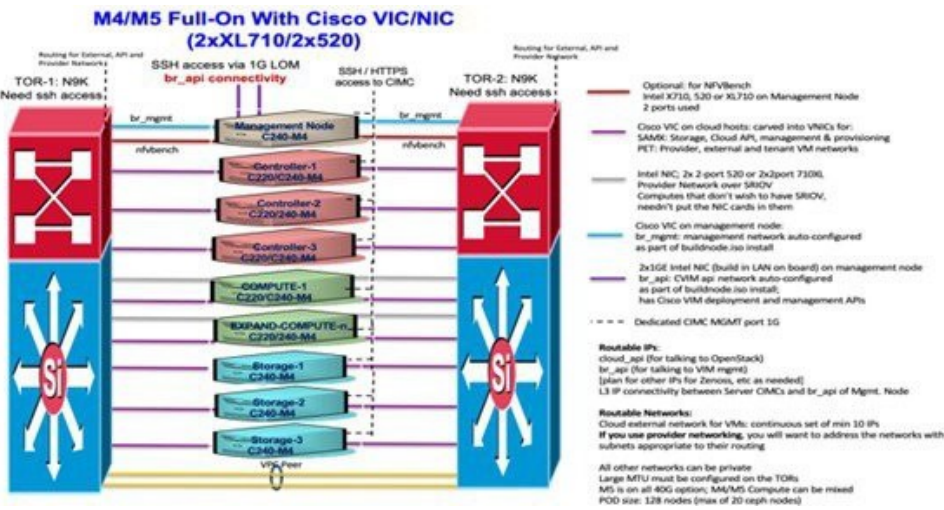 M4/M5 Full-On With Cisco VIC/NIC
(2xXL710/2x520)
Routing for External, API and
Provider Network
TOR-1: N9K
Need ssh access
SSH access via 1G LOM
br_api connectivity
SSH / HTTPS
access to CIMC
Routing for External, API and
Provider Network
TOR-2: N9K
Need ssh access
br_mgmt
br_mgmt
nfvbench
nfvbench
Management Node
C240-M4
Controller-1
C220/C240-M4
Controller-2
C220/240-M4
Controller-3
C220/C240-M4
COMPUTE-1
C220/C240-M4
EXPAND-COMPUTE-n
C220/240-M4
Storage-1
C240-M4
Storage-2
C240-M4
Storage-3
C240-M4
VPC Peer
Si
Si
Optional: for NFVBench
Intel X710, 520 or XL710 on Management Node
2 ports used
Cisco VIC on cloud hosts: carved into VNICs for:
SAMX: Storage, Cloud API, management & provisioning
PET: Provider, external and tenant VM networks
Intel NIC; 2x 2-port 520 or 2x2port 710XL
Provider Network over SRIOV
Computes that don't wish to have SRIOV,
needn't put the NIC cards in them
Cisco VIC on management node:
br_mgmt: management network auto-configured
as part of buildnode.iso install
2x1GE Intel NIC (build in LAN on board) on management node
br_api: CVIM api network auto-configured
as part of buildnode.iso install;
has Cisco VIM deployment and management APIs
Dedicated CIMC MGMT port 1G
Routable IPs:
cloud_api (for talking to OpenStack)
br_api (for talking to VIM mgmt)
[plan for other IPs for Zenoss, etc as needed]
L3 IP connectivity between Server CIMCs and br_api of Mgmt. Node
Routable Networks:
Cloud external network for VMs: continuous set of min 10 IPs
If you use provider networking, you will want to address the networks with
subnets appropriate to their routing
All other networks can be private
Large MTU must be configured on the TORs
M5 is on all 40G option; M4/M5 Compute can be mixed
POD size: 128 nodes (max of 20 ceph nodes)